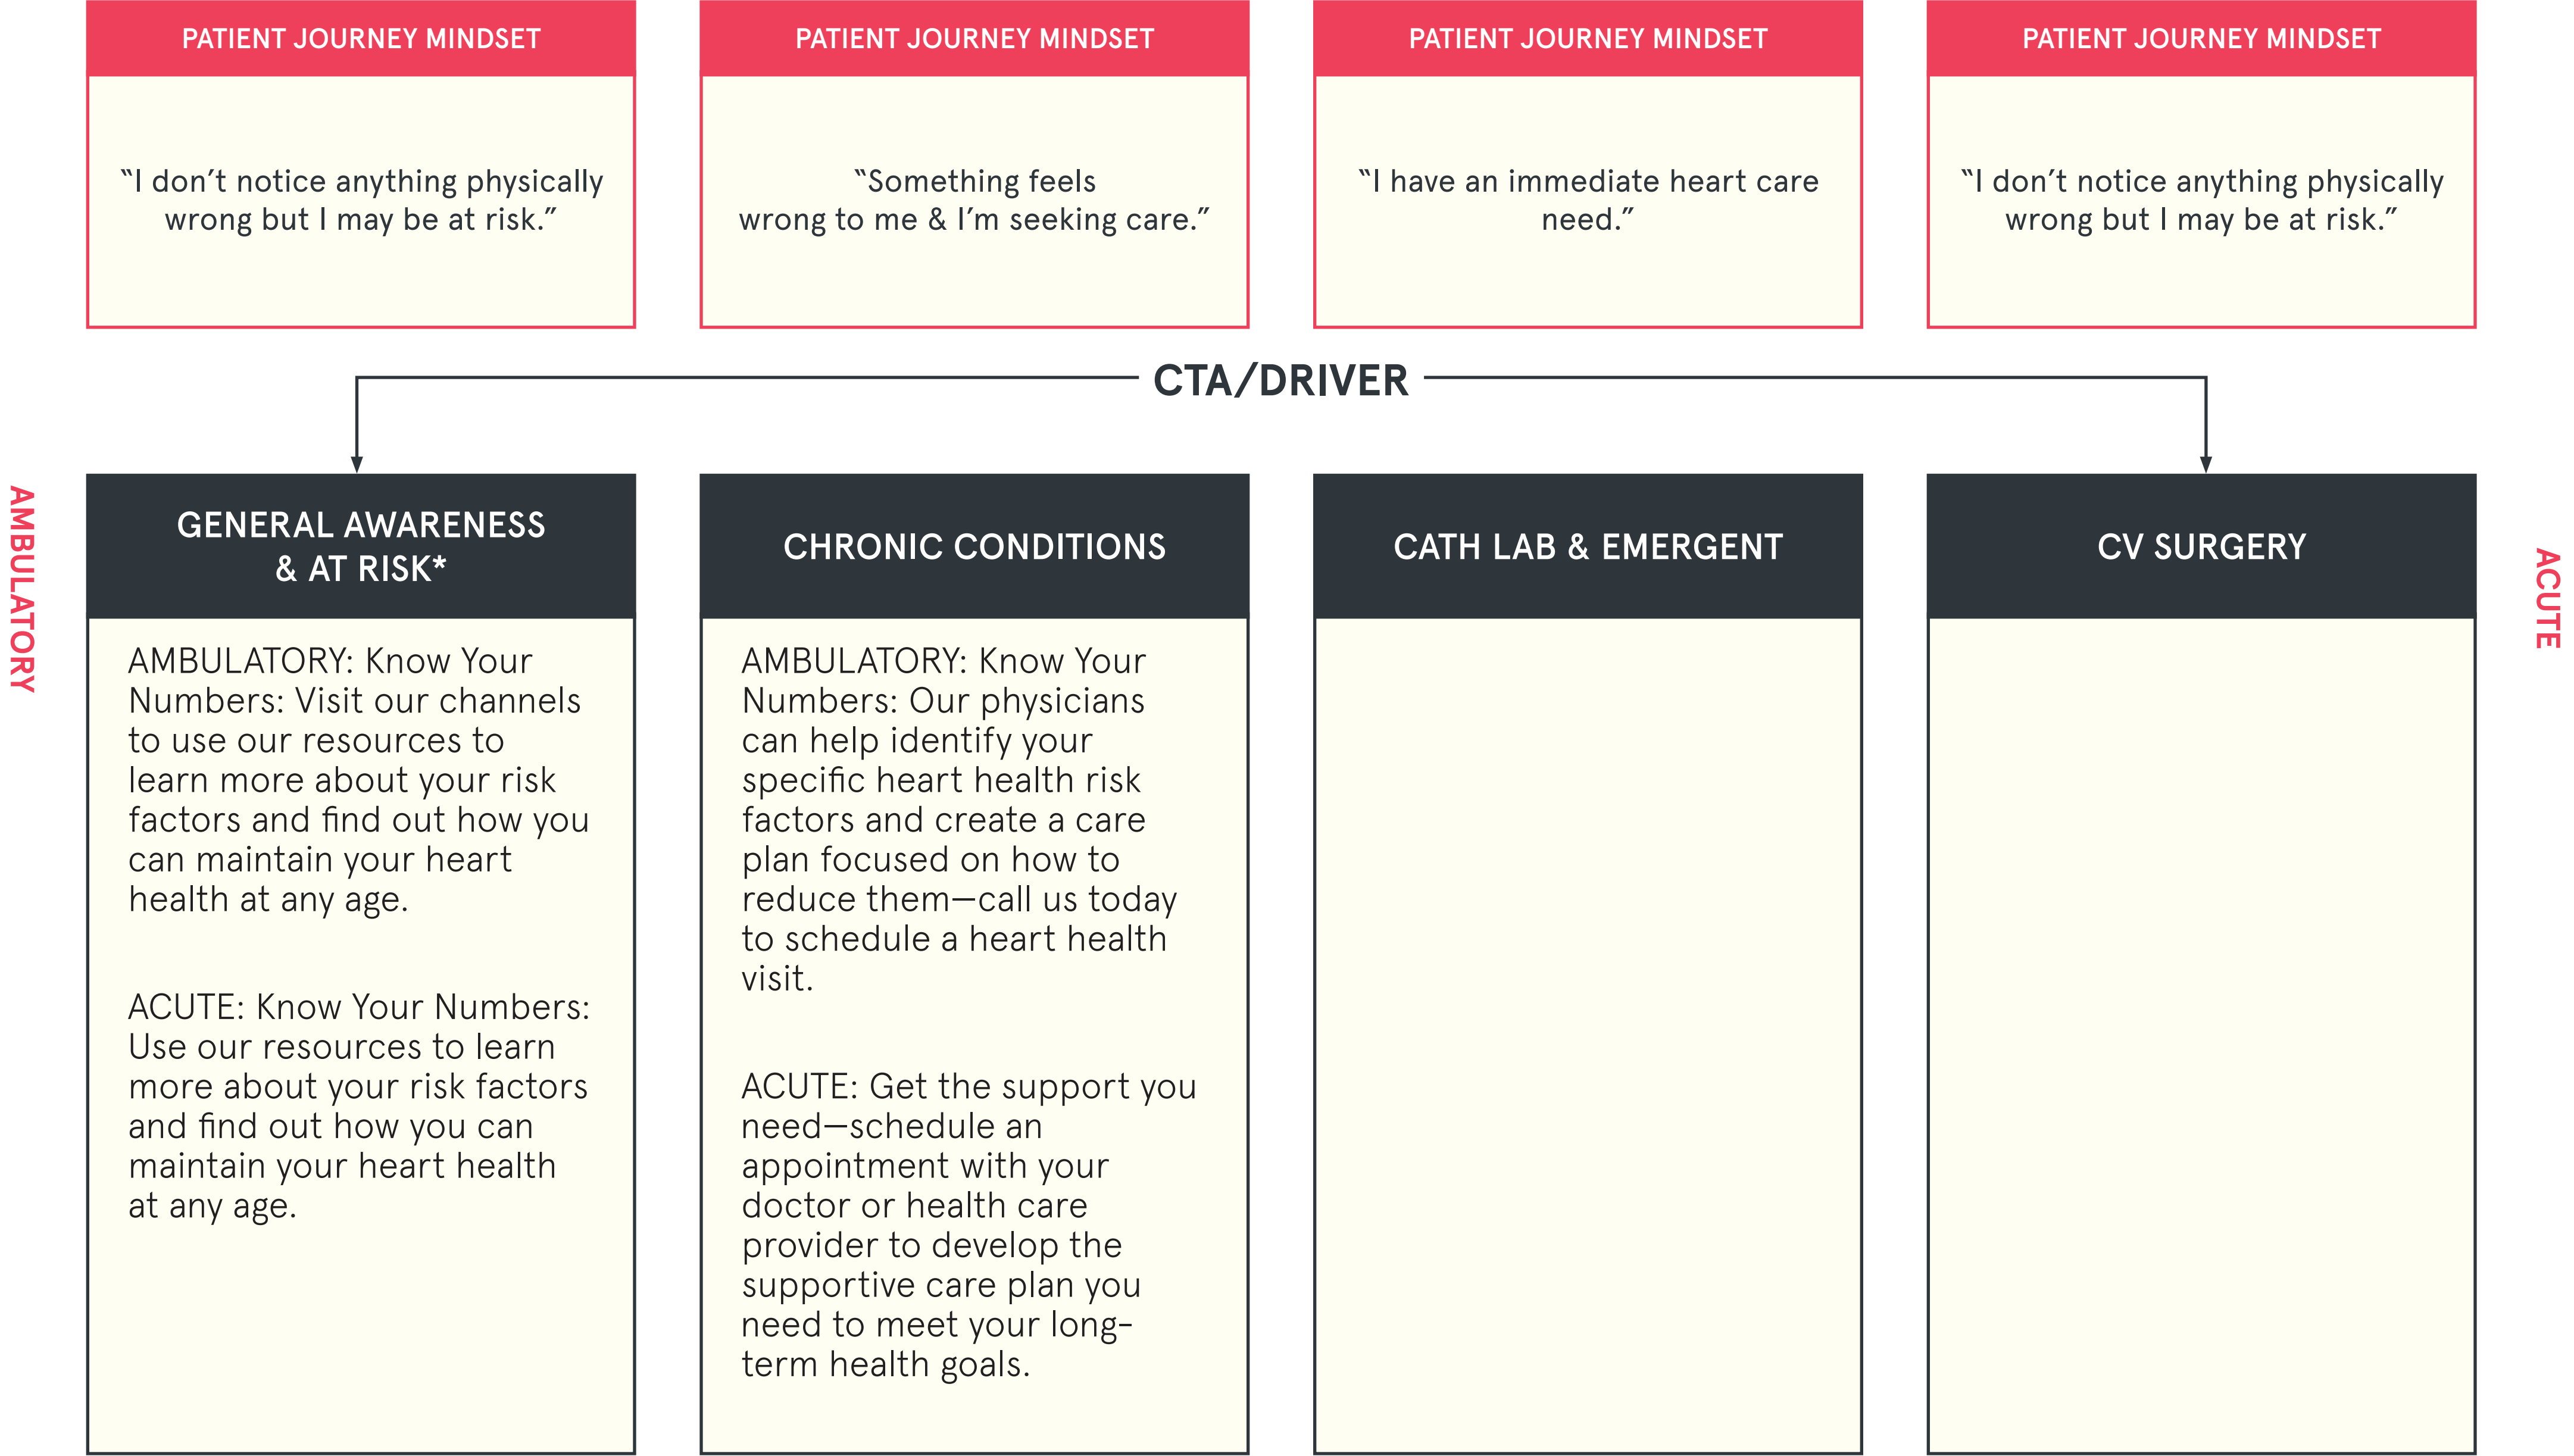 PATIENT JOURNEY MINDSET
“I don’t notice anything physically
wrong but I may be at risk.”
PATIENT JOURNEY MINDSET
“Something feels
wrong to me & I’m seeking care.”
PATIENT JOURNEY MINDSET
“I have an immediate heart care
need.”
PATIENT JOURNEY MINDSET
“I don’t notice anything physically
wrong but I may be at risk.”
CTA/DRIVER
AMBULATORY
GENERAL AWARENESS
& AT RISK*
AMBULATORY: Know Your
Numbers: Visit our channels
to use our resources to
learn more about your risk
factors and find out how you
can maintain your heart
health at any age.
ACUTE: Know Your Numbers:
Use our resources to learn
more about your risk factors
and find out how you can
maintain your heart health
at any age.
CHRONIC CONDITIONS
AMBULATORY: Know Your
Numbers: Our physicians
can help identify your
specific heart health risk
factors and create a care
plan focused on how to
reduce them—call us today
to schedule a heart health
visit.
ACUTE: Get the support you
need—schedule an
appointment with your
doctor or health care
provider to develop the
supportive care plan you
need to meet your long-
term health goals.
CATH LAB & EMERGENT
CV SURGERY
ACUTE